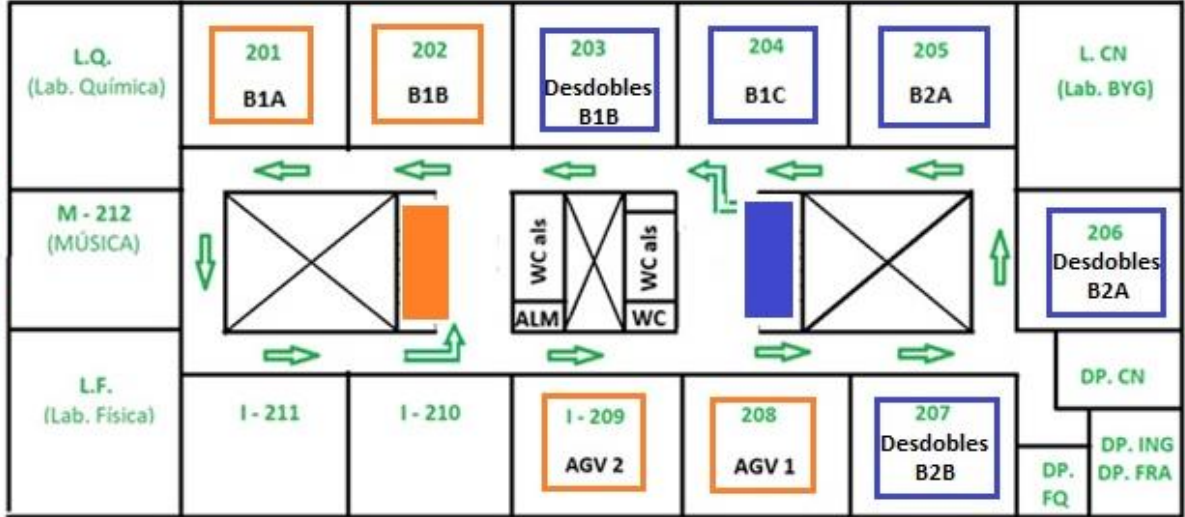 L.Q.
(Lab. Química)
201
B1A
202
B1B
203
Desdobles
B1B
204
B1C
205
B2A
L. CN
(Lab. BYG)
M - 212
(MÚSICA)
WC als
ALM
WC als
WC
206
Desdobles
B2A
L.F.
(Lab. Física)
I - 211
I - 210
I - 209
AGV 2
208
AGV 1
207
Desdobles
B2B
DP. CN
DP. ING
DP. FRA
DP.
FQ